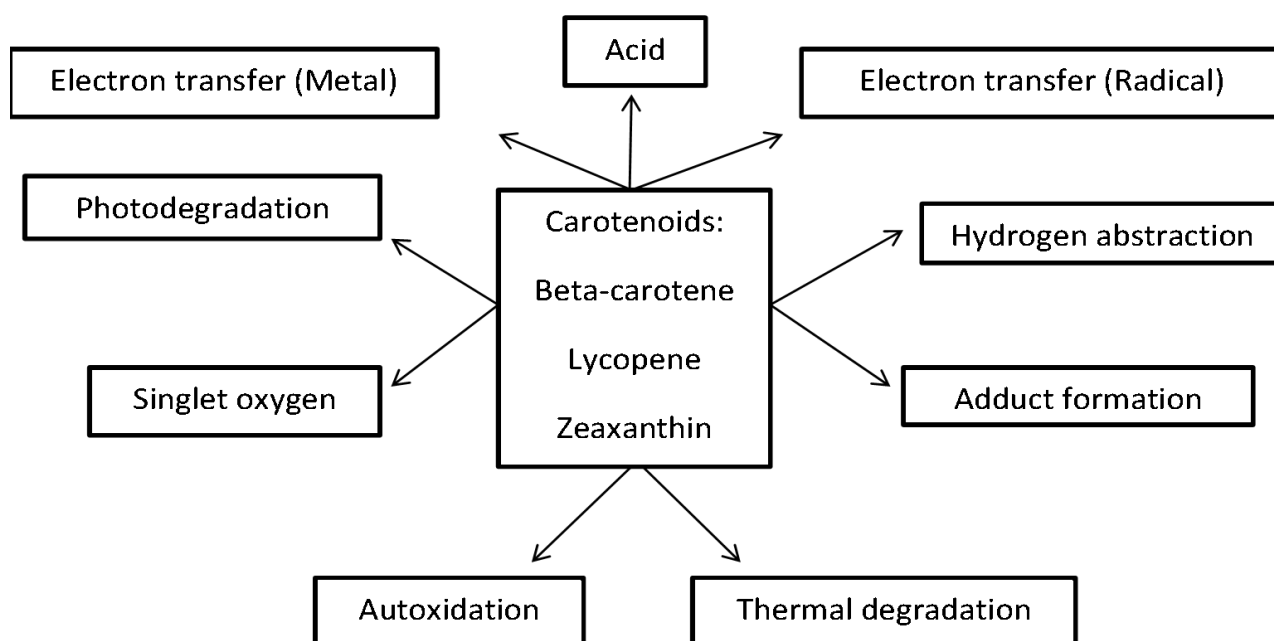 Acid
Electron transfer (Metal)
Electron transfer (Radical)
Photodegradation
Carotenoids:
Hydrogen abstraction
Beta-carotene
Lycopene
Singlet oxygen
Adduct formation
Zeaxanthin
Autoxidation
Thermal degradation